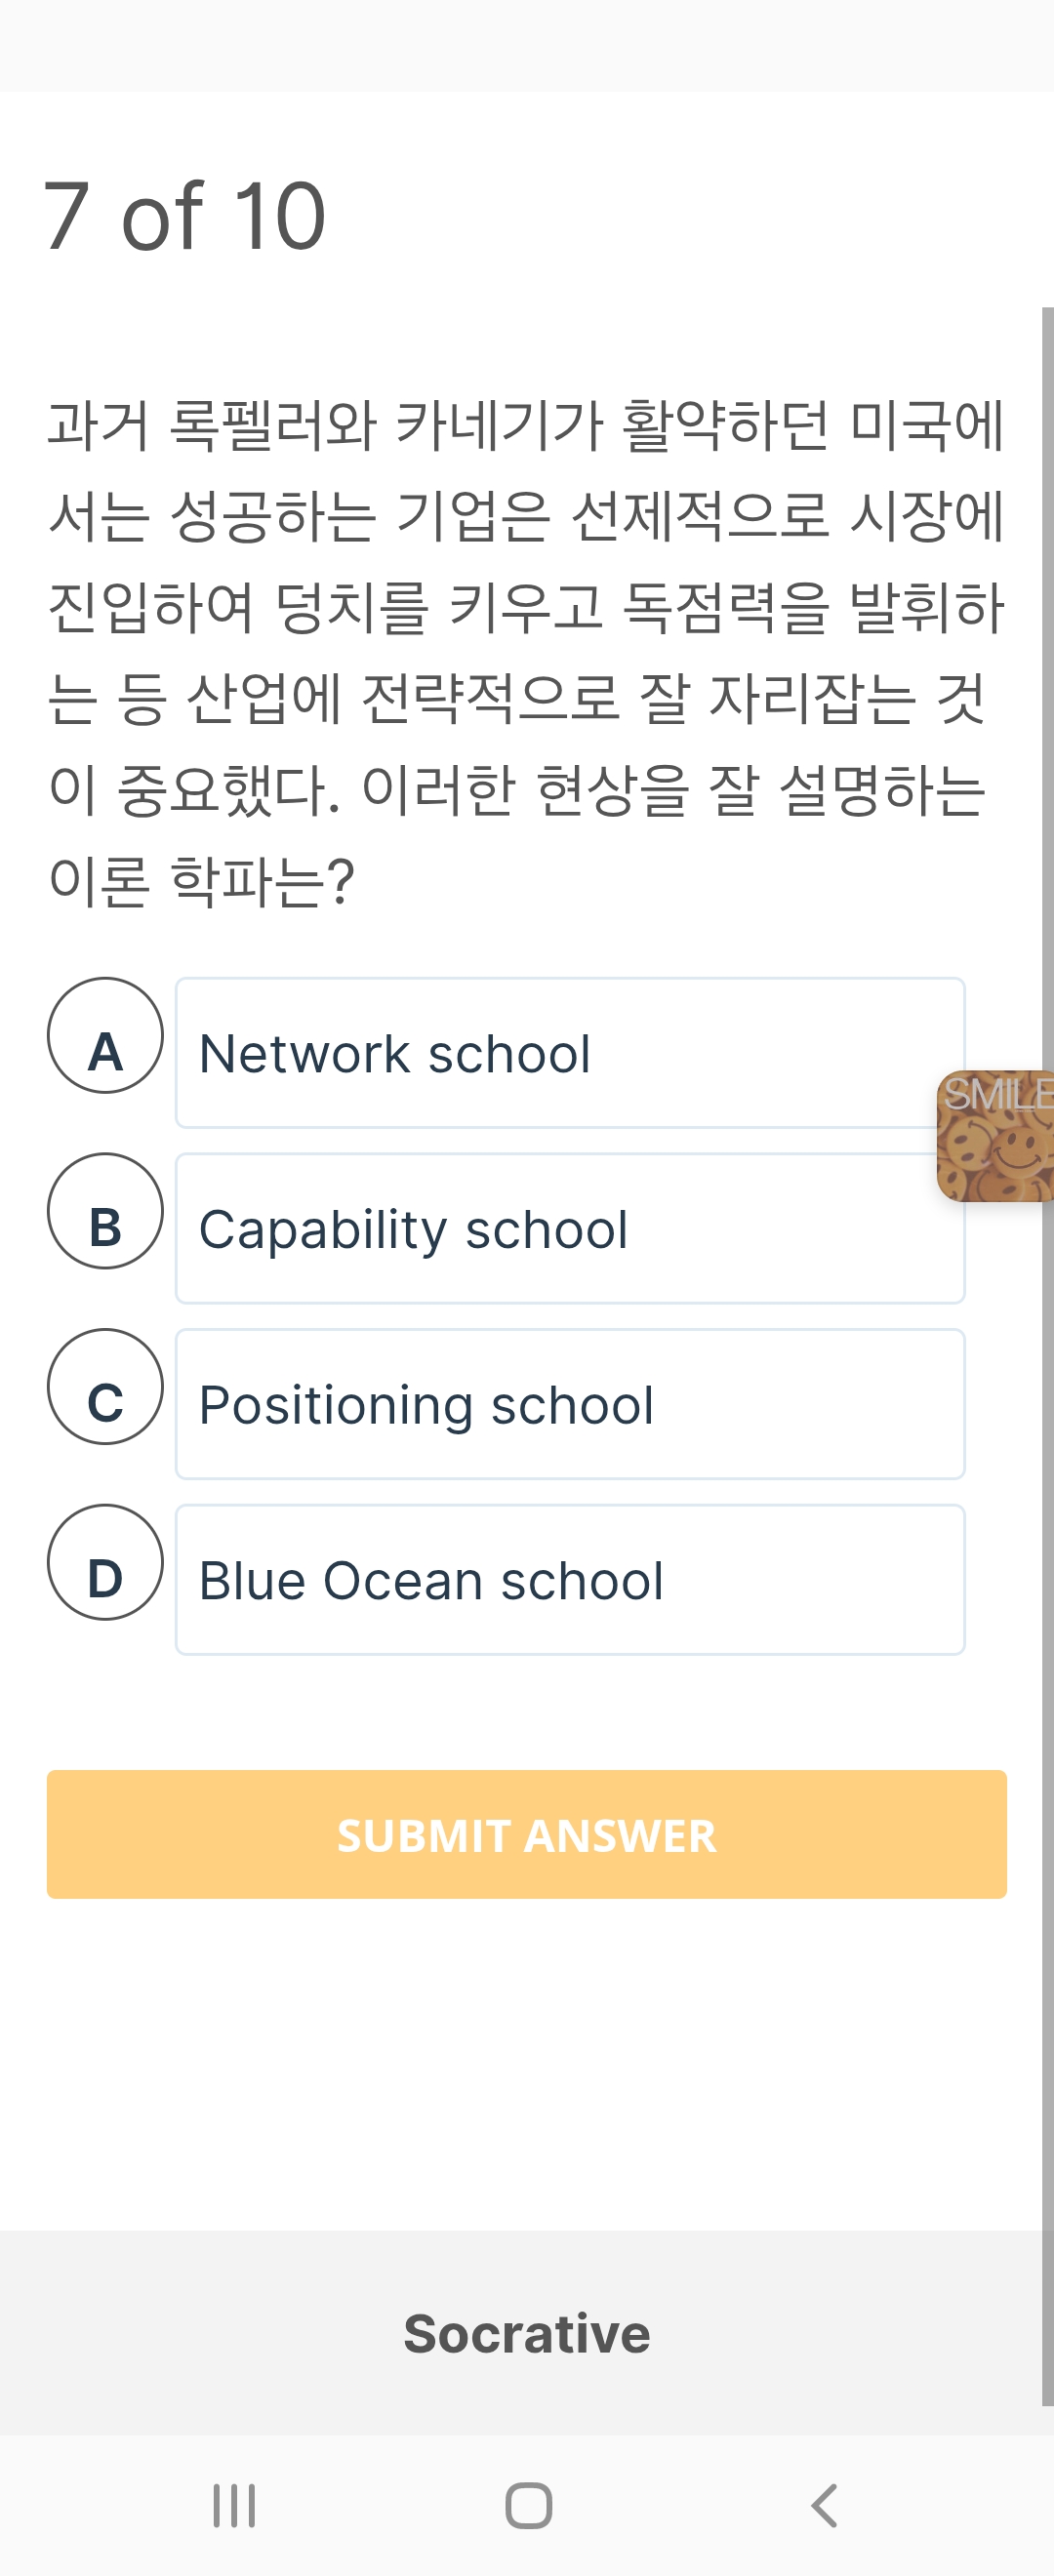 7 of 10
과거 록펠러와 카네기가 활약하던 미국에
서는 성공하는 기업은 선제적으로 시장에
진입하여 덩치를 키우고 독점력을 발휘하
는 등 산업에 전략적으로 잘 자리잡는 것
이 중요했다. 이러한 현상을 잘 설명하는
이론 학파는?
A Network school
SMILE
B Capability school
C Positioning school
D Blue Ocean school
SUBMIT ANSWER
Socrative